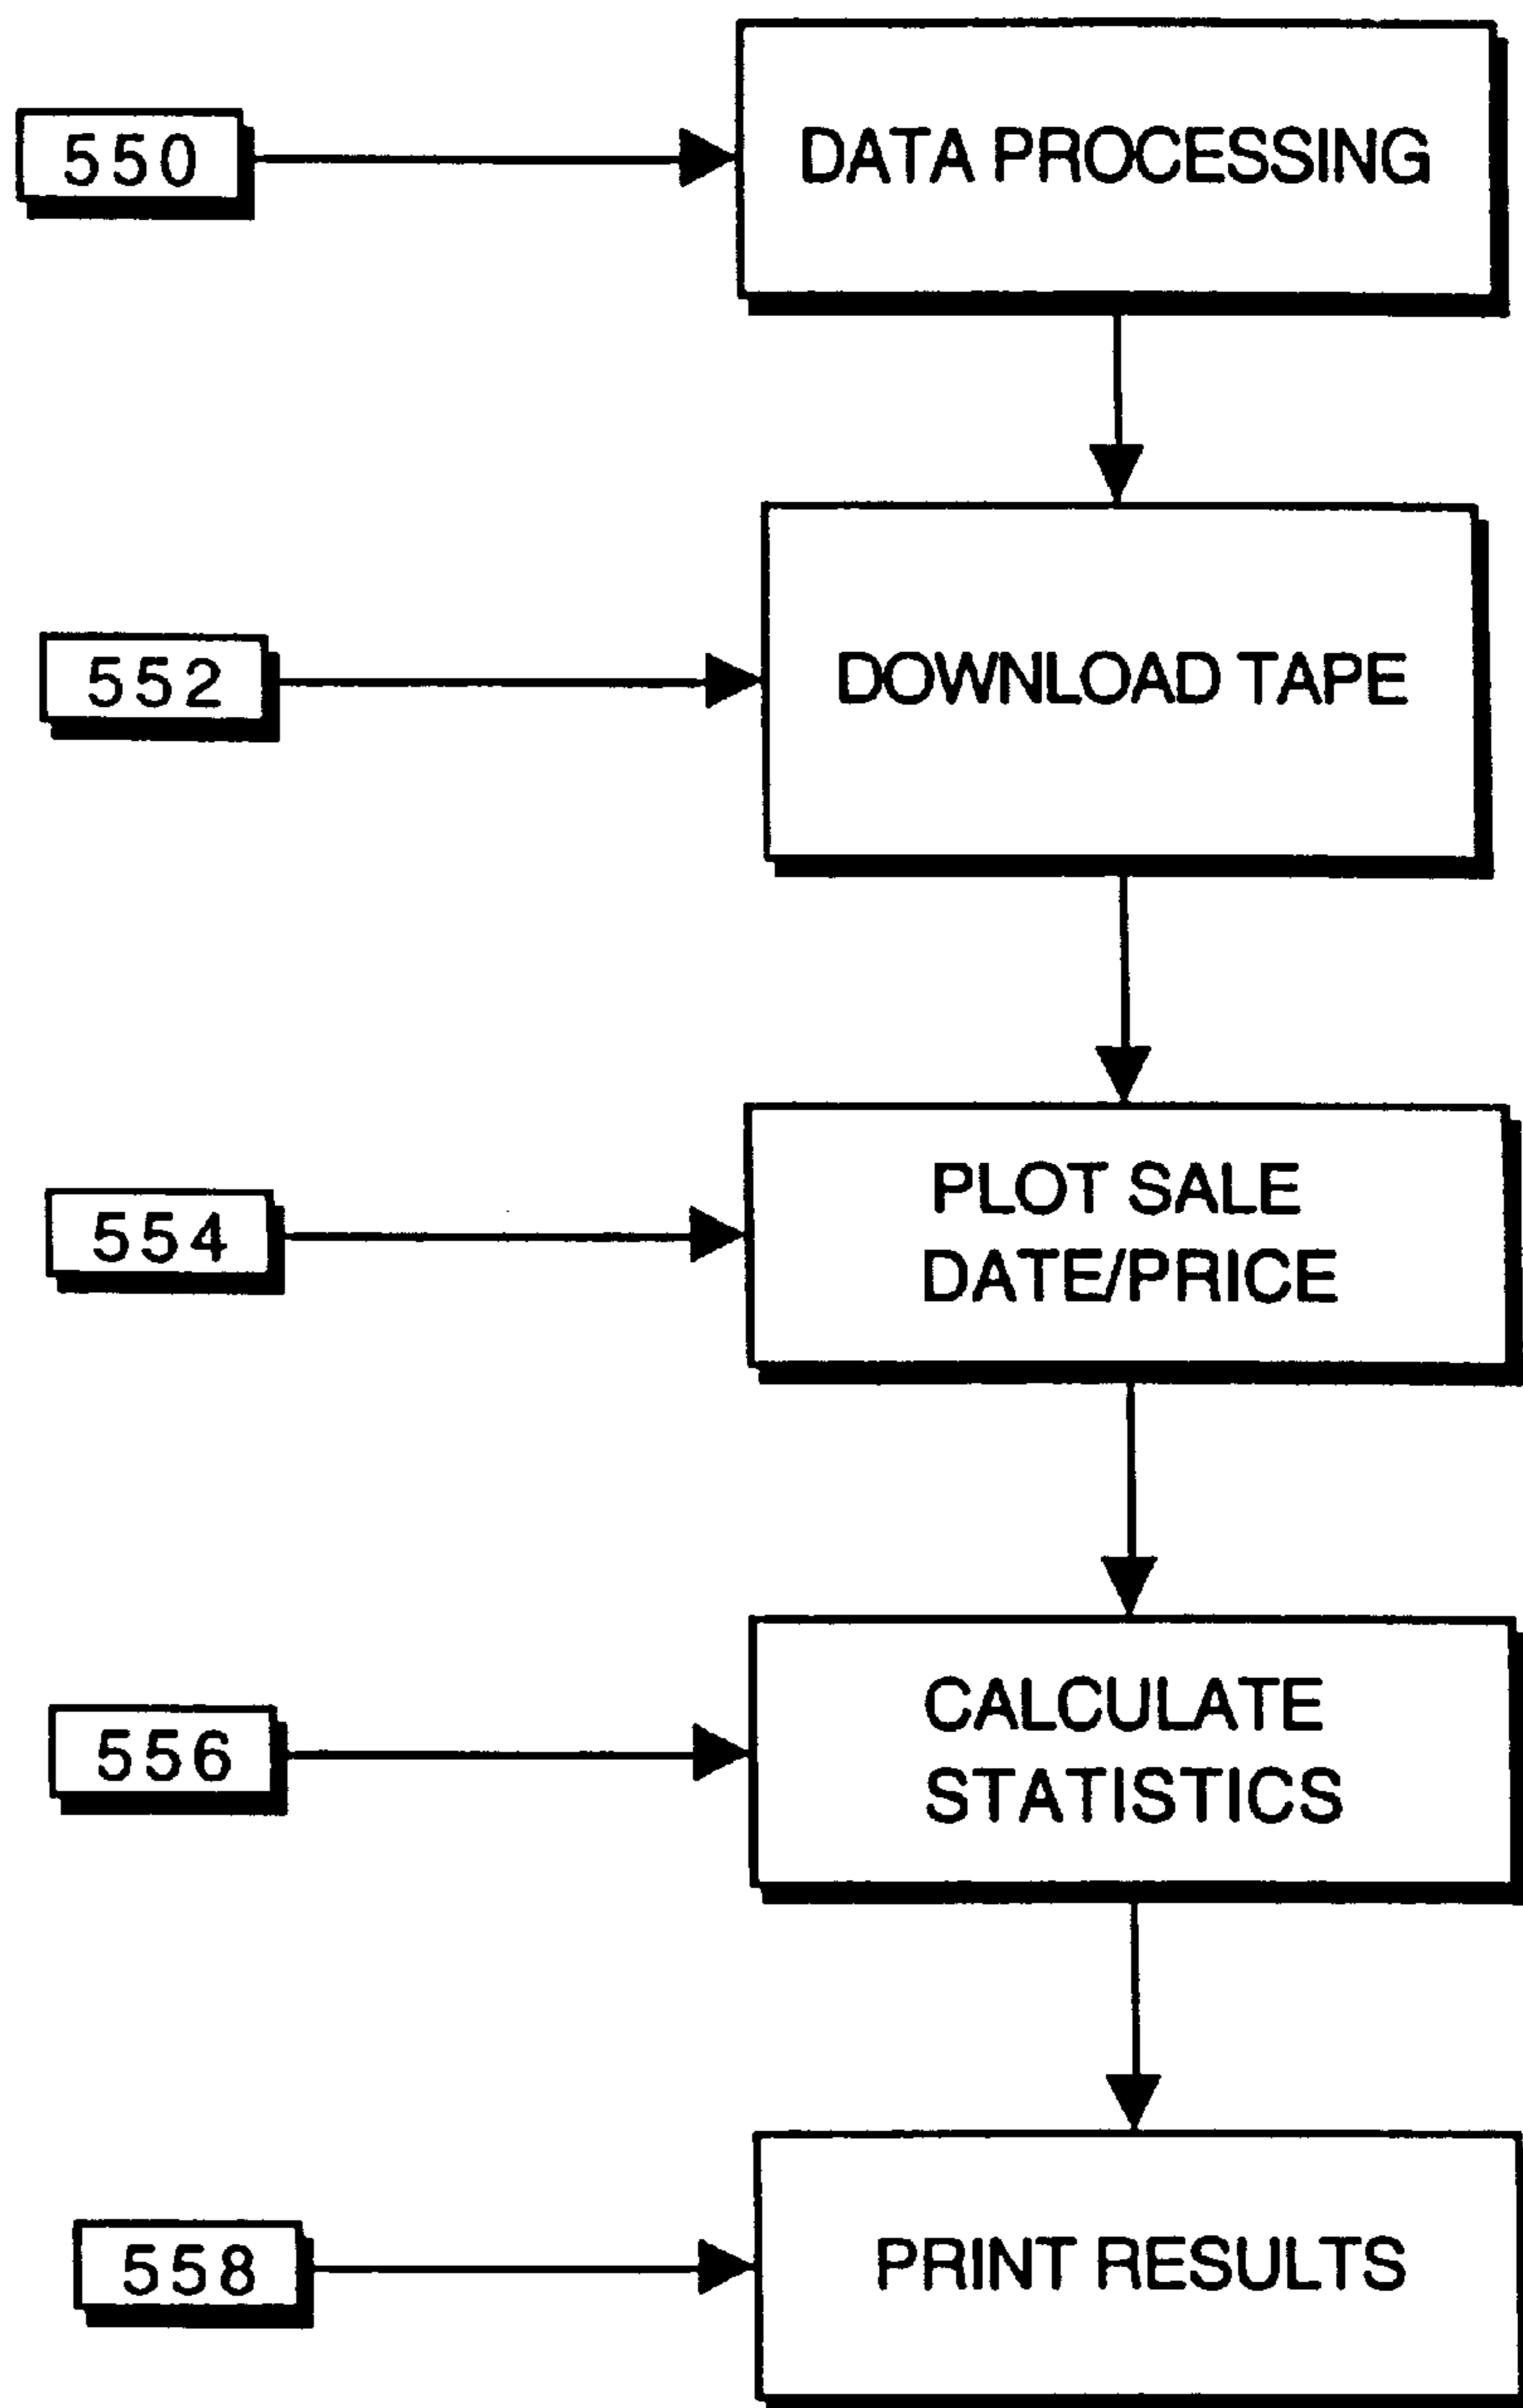 550
DATA PROCESSING
552
DOWNLOAD TAPE
554
PLOT SALE
DATE/PRICE
556
CALCULATE
STATISTICS
558
PRINT RESULTS